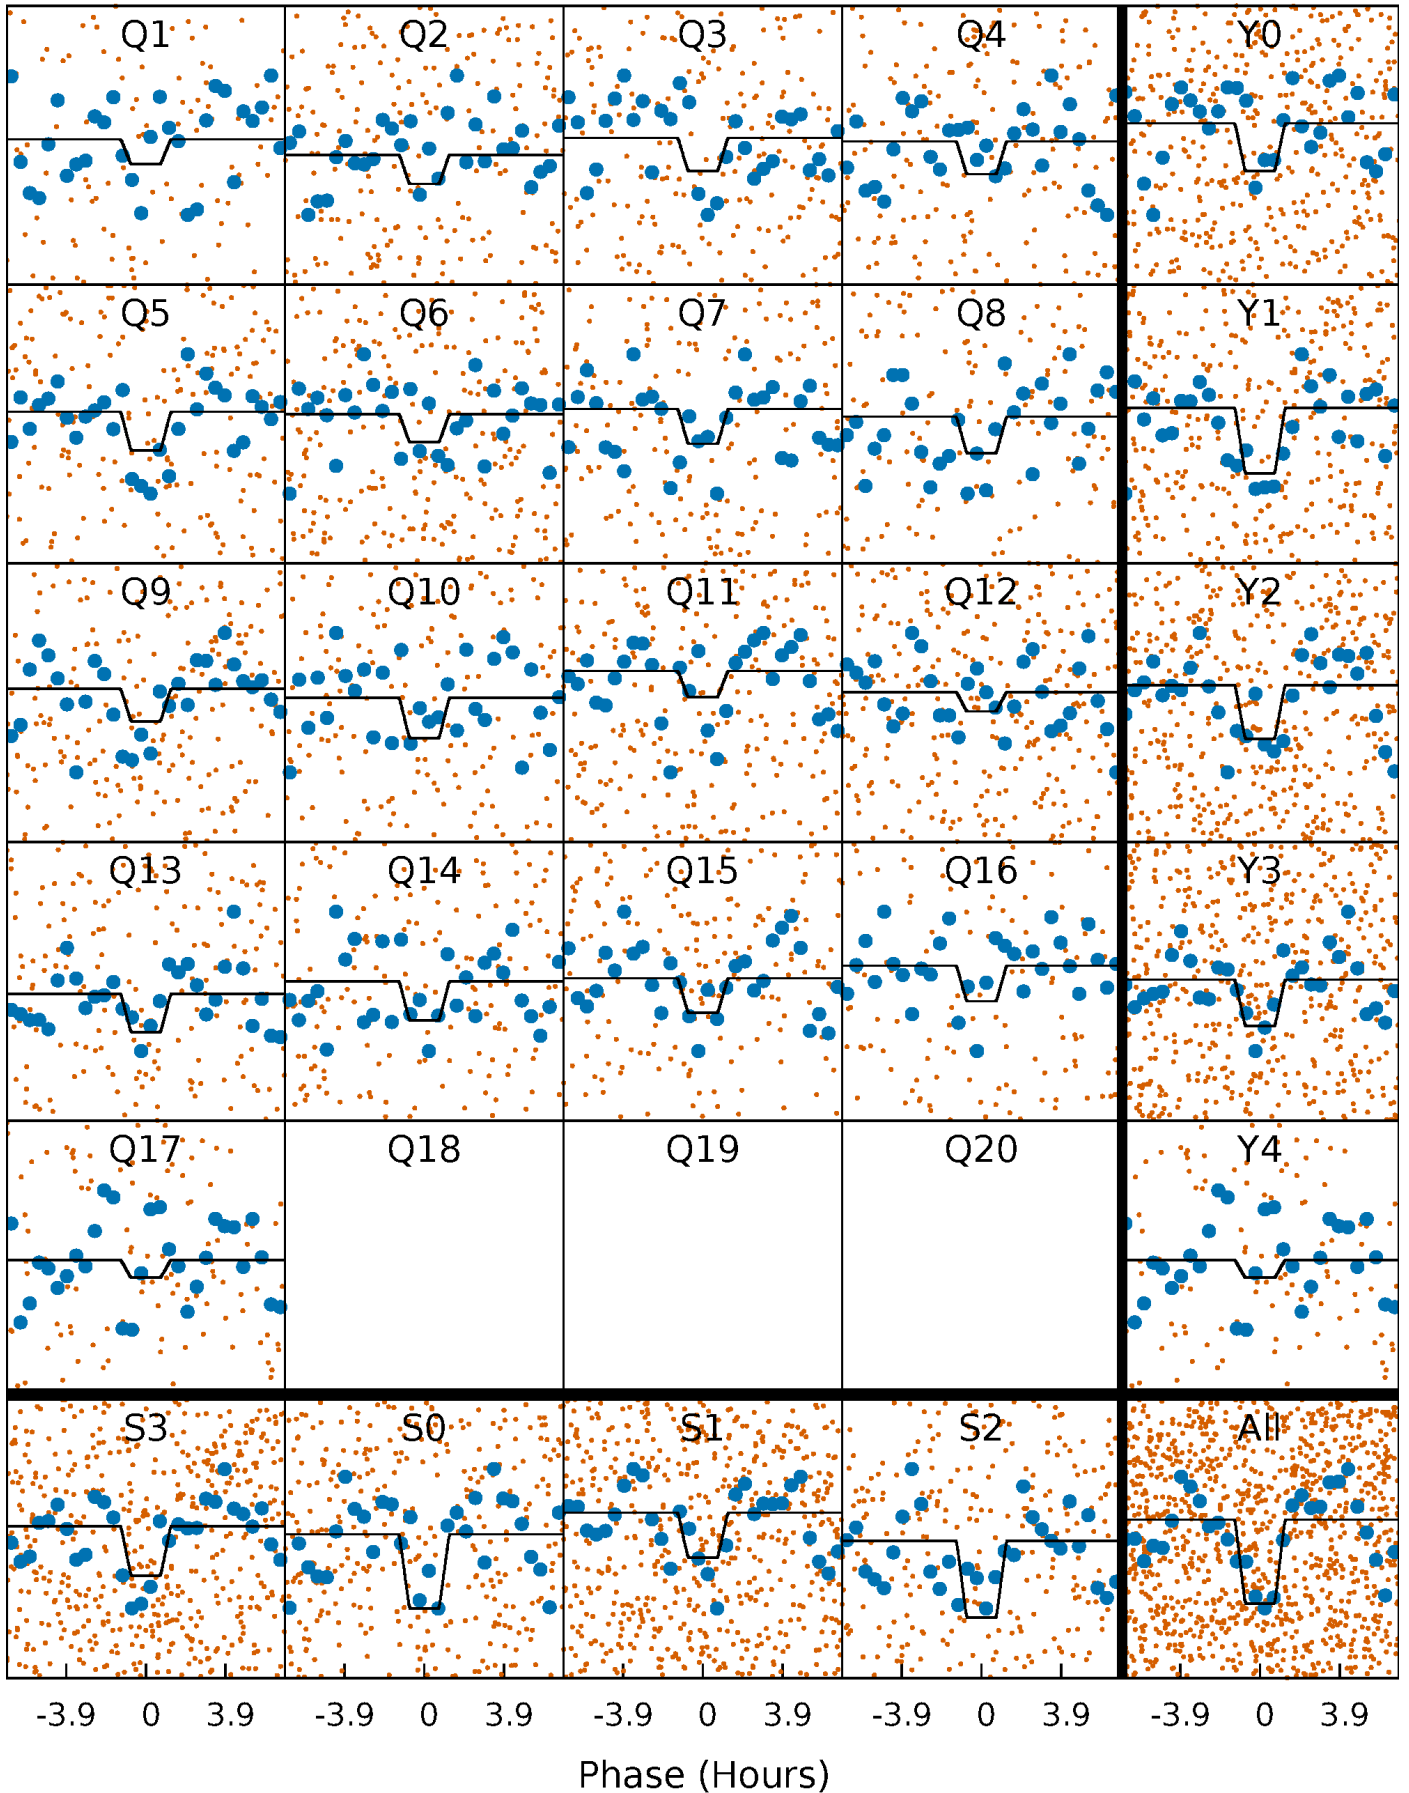 Q1 Q2 Q3 Q4 Y0
Q5 Q6 Q7 Q8 Y1
Q9 Q10 Q11 Q12 Y2
Q13 Q14 Q15 Q16 Y3
Q17 Q18 Q19 Q20 Y4
S3 S0 S1 S2 All
-3.9 0 3.9 -3.9 0 3.9 -3.9 0 3.9 -3.9 0 3.9 -3.9 0 3.9
Phase (Hours)